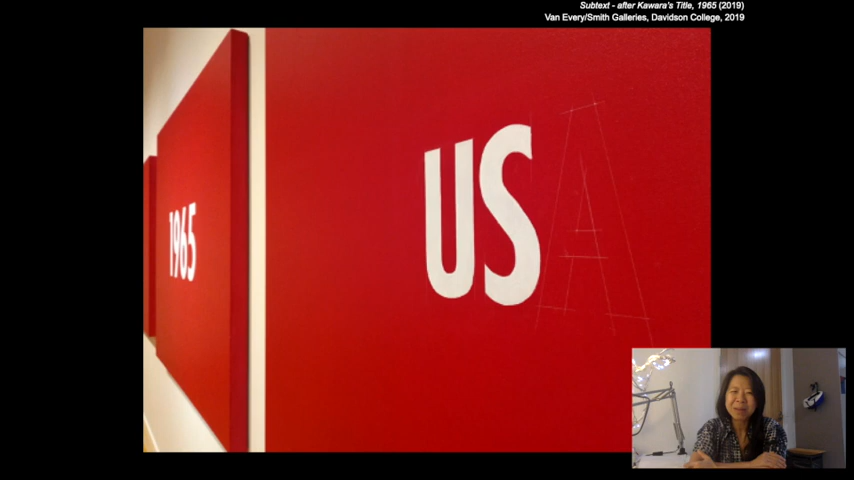 Subtext - after Kawara's Title, 1965 (2019)
Van Every/Smith Galleries, Davidson College, 2019
1965
USA